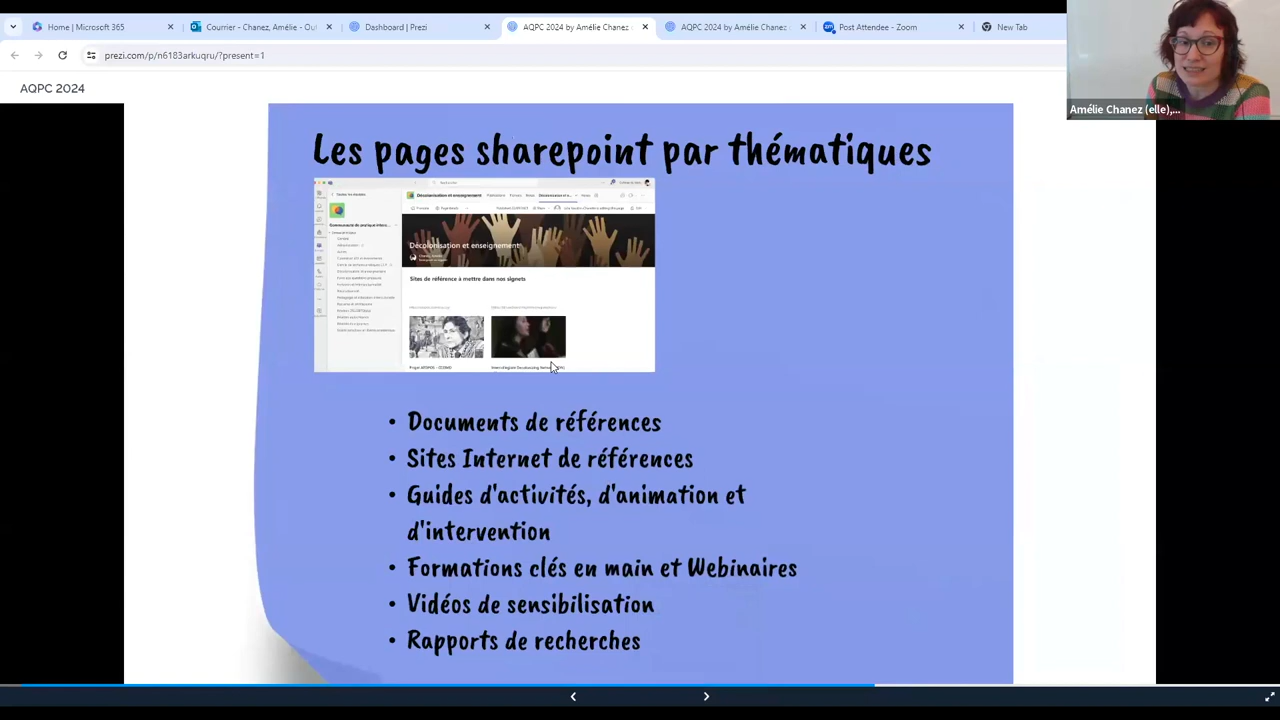 Home | Microsoft 365
Courrier - Chanez, Amélie - Out
Dashboard | Prezi
AQPC 2024 by Amélie Chanez
AQPC 2024 by Amélie Chanez
Post Attendee - Zoom
New Tab
prezi.com/p/n6183arkuqru/?present=1
Amélie Chanez (elle),...
AQPC 2024
Les pages sharepoint par thématiques
Décolonisation et enseignement
Décolonisation et enseignement
Sites de référence à mettre dans nos signets
• Documents de références
• Sites Internet de références
• Guides d'activités, d'animation et
d'intervention
• Formations clés en main et Webinaires
• Vidéos de sensibilisation
• Rapports de recherches